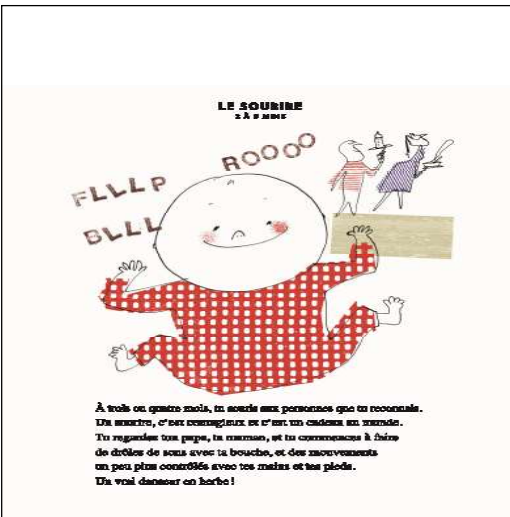 LE SOURIRE
ROOOO
FLLLP
BLLL
À trois ou quatre mois, tu souris aux personnes que tu reconnais.
Un sourire, c'est contagieux et c'est un cadeau au monde.
Tu regardes ton papa, ta maman, et tu commences à faire
de drôles de sons avec ta bouche, et des mouvements
un peu plus contrôlés avec tes mains et tes pieds.
Un vrai danseur en herbe !